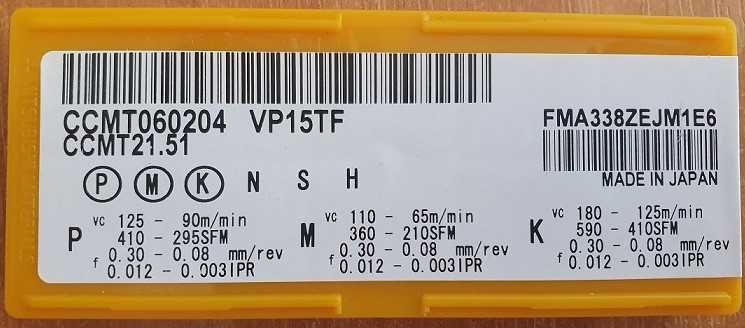 CCMT060204 VP15TF
CCMT21.51
FMA338ZEJM1E6
MADE IN JAPAN
P M K N S H
P vc 125 - 90m/min
410 - 295SFM
f 0.30 - 0.08 mm/rev
0.012 - 0.003IPR
M vc 110 - 65m/min
360 - 210SFM
f 0.30 - 0.08 mm/rev
0.012 - 0.003IPR
K vc 180 - 125m/min
590 - 410SFM
f 0.30 - 0.08 mm/rev
0.012 - 0.003IPR